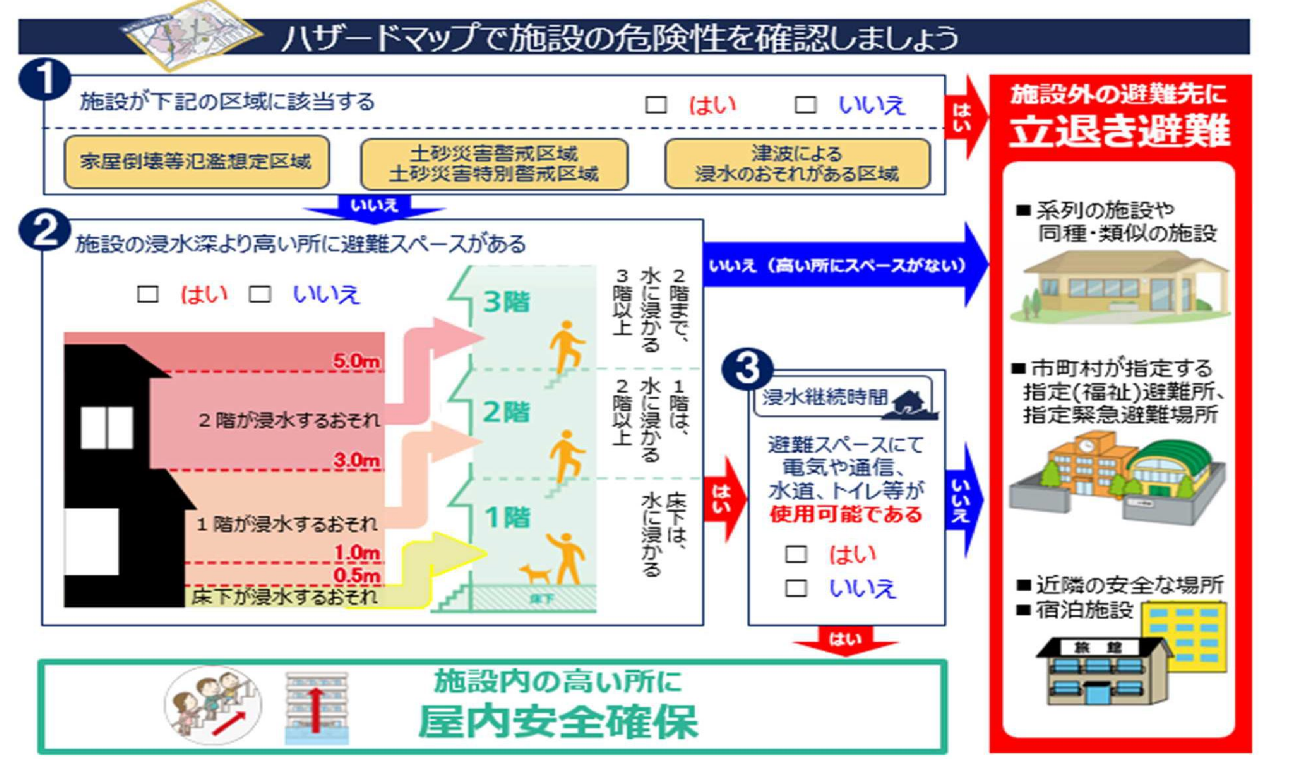 ハザードマップで施設の危険性を確認しましょう
1
施設が下記の区域に該当する
□ はい □ いいえ
家屋倒壊等氾濫想定区域
土砂災害警戒区域
土砂災害特別警戒区域
津波による
浸水のおそれがある区域
はい
いいえ
2
施設の浸水深より高い所に避難スペースがある
□ はい □ いいえ
5.0m
2階が浸水するおそれ
3.0m
1階が浸水するおそれ
1.0m
0.5m
床下が浸水するおそれ
3階
2階
1階
床下
2階まで、
水に浸かる
3階以上
1階は、
水に浸かる
2階以上
床下は、
水に浸かる
いいえ(高い所にスペースがない)
はい
3
浸水継続時間
避難スペースにて
電気や通信、
水道、トイレ等が
使用可能である
□ はい
□ いいえ
いいえ
はい
施設内の高い所に
屋内安全確保
施設外の避難先に
立退き避難
■ 系列の施設や
同種・類似の施設
■ 市町村が指定する
指定(福祉)避難所、
指定緊急避難場所
■ 近隣の安全な場所
■ 宿泊施設
旅館